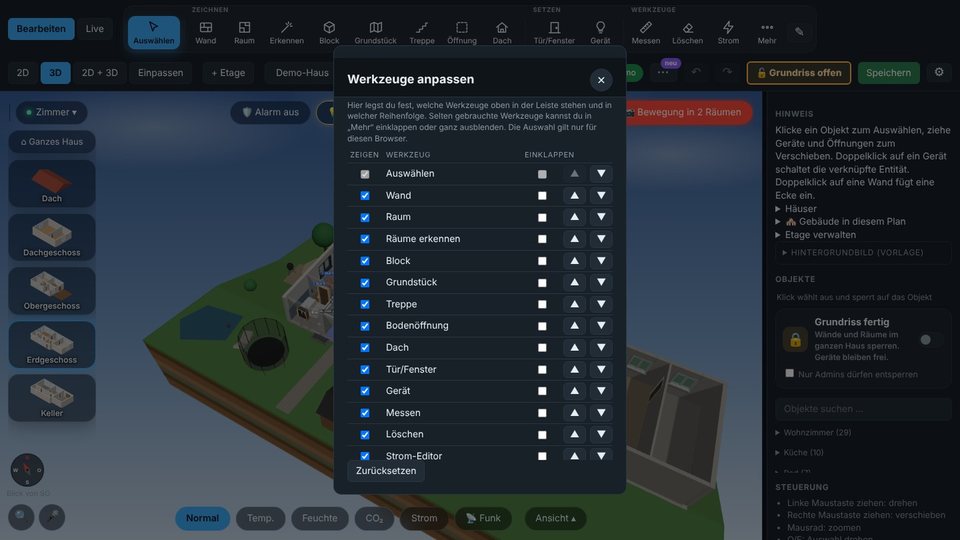 ZEICHNEN
SETZEN
WERKZEUGE
Bearbeiten
Live
Auswählen
Wand
Raum
Erkennen
Block
Grundstück
Treppe
Öffnung
Dach
Tür/Fenster
Gerät
Messen
Löschen
Strom
Mehr
neu
2D
3D
2D + 3D
Einpassen
+ Etage
Demo-Haus
Grundriss offen
Speichern
Zimmer
Alarm aus
Bewegung in 2 Räumen
Ganzes Haus
Dach
Dachgeschoss
Obergeschoss
Erdgeschoss
Keller
Werkzeuge anpassen
Hier legst du fest, welche Werkzeuge oben in der Leiste stehen und in
welcher Reihenfolge. Selten gebrauchte Werkzeuge kannst du in
„Mehr“ einklappen oder ganz ausblenden. Die Auswahl gilt nur für
diesen Browser.
ZEIGEN WERKZEUG EINKLAPPEN
Auswählen
Wand
Raum
Räume erkennen
Block
Grundstück
Treppe
Bodenöffnung
Dach
Tür/Fenster
Gerät
Messen
Löschen
Strom-Editor
Zurücksetzen
HINWEIS
Klicke ein Objekt zum Auswählen, ziehe
Geräte und Öffnungen zum
Verschieben. Doppelklick auf ein Gerät
schaltet die verknüpfte Entität.
Doppelklick auf eine Wand fügt eine
Ecke ein.
Häuser
Gebäude in diesem Plan
Etage verwalten
HINTERGRUNDBILD (VORLAGE)
OBJEKTE
Klick wählt aus und sperrt auf das Objekt
Grundriss fertig
Wände und Räume im
ganzen Haus sperren.
Geräte bleiben frei.
Nur Admins dürfen entsperren
Objekte suchen ...
Wohnzimmer (29)
Küche (10)
STEUERUNG
Linke Maustaste ziehen: drehen
Rechte Maustaste ziehen: verschieben
Mausrad: zoomen
W
N
O
S
Blick von SO
Normal
Temp.
Feuchte
CO₂
Strom
Funk
Ansicht